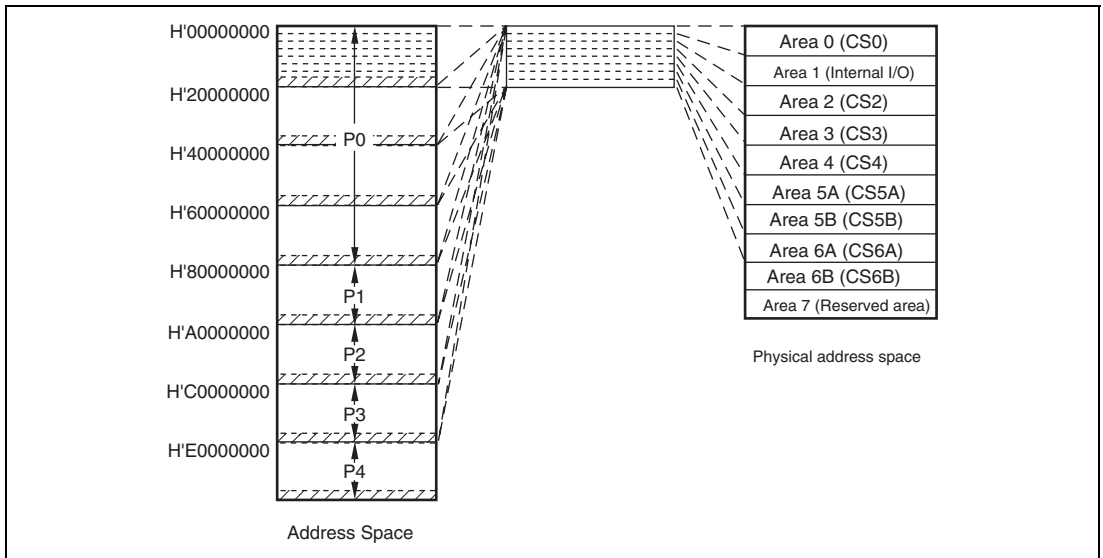 H'00000000
H'20000000
H'40000000
H'60000000
H'80000000
H'A0000000
H'C0000000
H'E0000000
P0
P1
P2
P3
P4
Address Space
Area 0 (CS0)
Area 1 (Internal I/O)
Area 2 (CS2)
Area 3 (CS3)
Area 4 (CS4)
Area 5A (CS5A)
Area 5B (CS5B)
Area 6A (CS6A)
Area 6B (CS6B)
Area 7 (Reserved area)
Physical address space